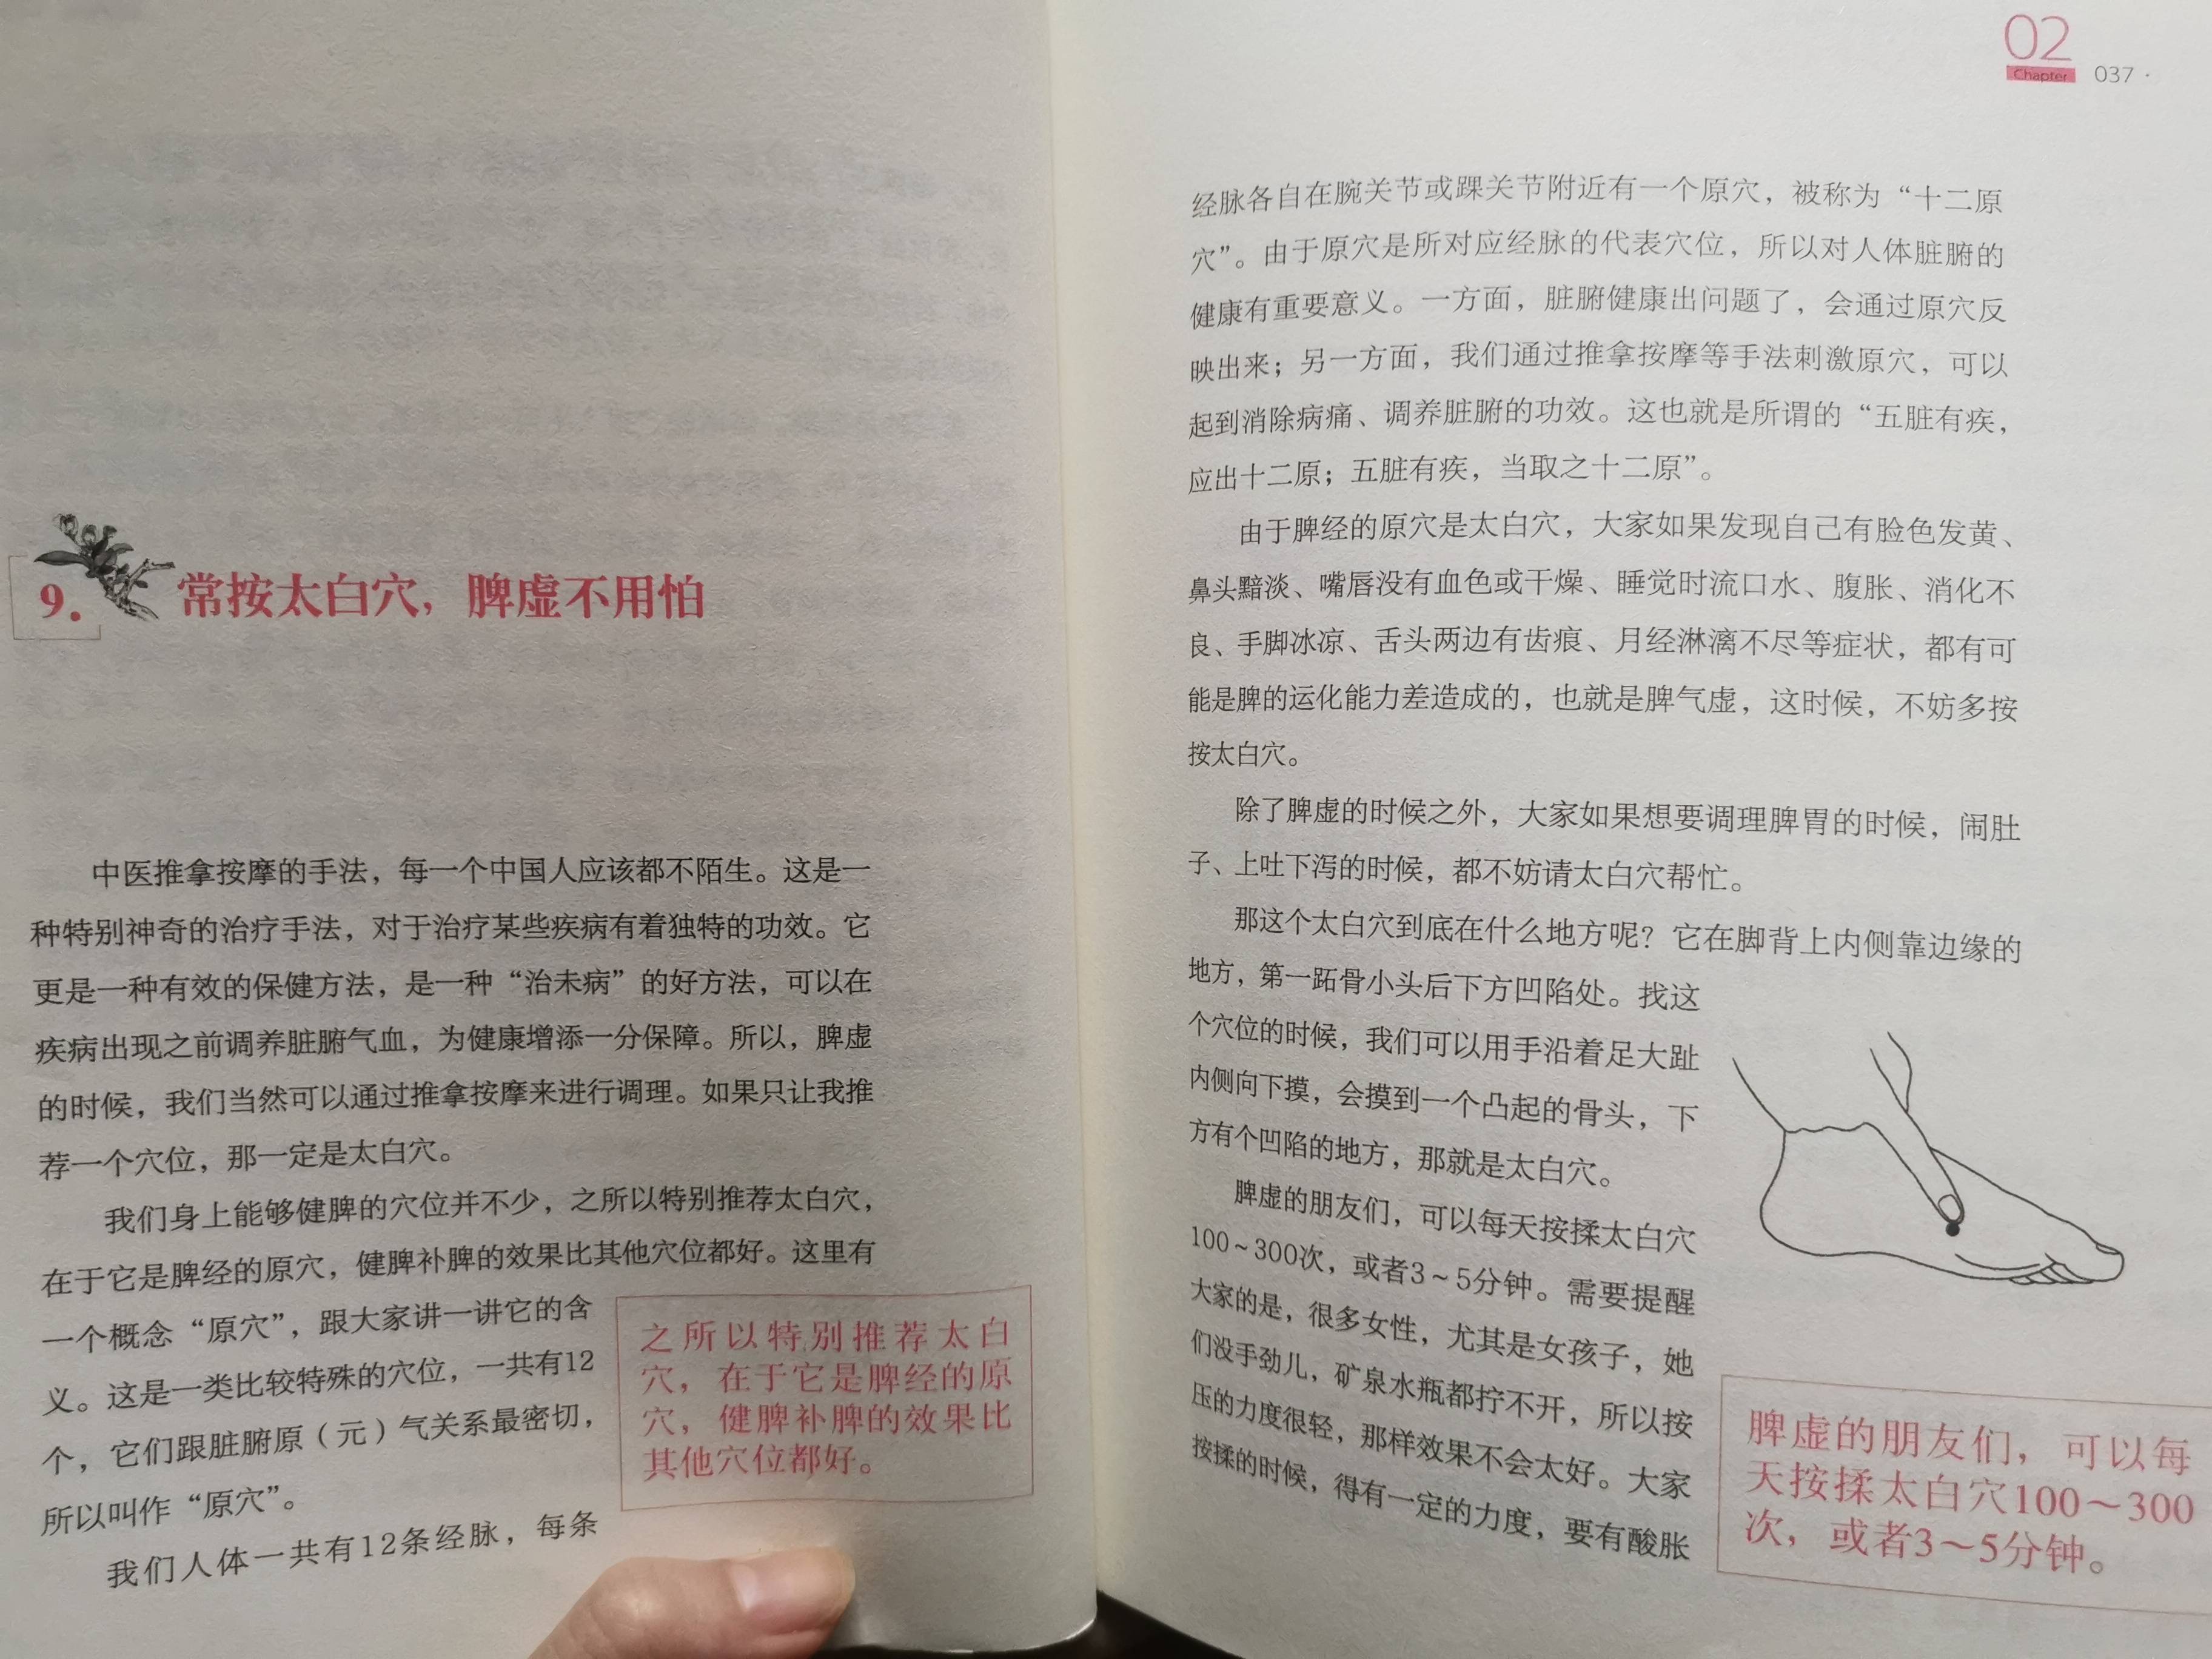 9.
常按太白穴，脾虚不用怕
中医推拿按摩的手法，每一个中国人应该都不陌生。这是一
种特别神奇的治疗手法，对于治疗某些疾病有着独特的功效。它
更是一种有效的保健方法，是一种“治未病”的好方法，可以在
疾病出现之前调养脏腑气血，为健康增添一分保障。所以，脾虚
的时候，我们当然可以通过推拿按摩来进行调理。如果只让我推
荐一个穴位，那一定是太白穴。
我们身上能够健脾的穴位并不少，之所以特别推荐太白穴，
在于它是脾经的原穴，健脾补脾的效果比其他穴位都好。这里有
一个概念“原穴”，跟大家讲一讲它的含
义。这是一类比较特殊的穴位，一共有12
个，它们跟脏腑原（元）气关系最密切，
所以叫作“原穴”。
我们人体一共有12条经脉，每条
之所以特别推荐太白
穴，在于它是脾经的原
穴，健脾补脾的效果比
其他穴位都好。
02
Chapter
037 ·
经脉各自在腕关节或踝关节附近有一个原穴，被称为“十二原
穴”。由于原穴是所对应经脉的代表穴位，所以对人体脏腑的
健康有重要意义。一方面，脏腑健康出问题了，会通过原穴反
映出来；另一方面，我们通过推拿按摩等手法刺激原穴，可以
起到消除病痛、调养脏腑的功效。这也就是所谓的“五脏有疾，
应出十二原；五脏有疾，当取之十二原”。
由于脾经的原穴是太白穴，大家如果发现自己有脸色发黄、
鼻头黯淡、嘴唇没有血色或干燥、睡觉时流口水、腹胀、消化不
良、手脚冰凉、舌头两边有齿痕、月经淋漓不尽等症状，都有可
能是脾的运化能力差造成的，也就是脾气虚，这时候，不妨多按
按太白穴。
除了脾虚的时候之外，大家如果想要调理脾胃的时候，闹肚
子、上吐下泻的时候，都不妨请太白穴帮忙。
那这个太白穴到底在什么地方呢？它在脚背上内侧靠边缘的
地方，第一跖骨小头后下方凹陷处。找这
个穴位的时候，我们可以用手沿着足大趾
内侧向下摸，会摸到一个凸起的骨头，下
方有个凹陷的地方，那就是太白穴。
脾虚的朋友们，可以每天按揉太白穴
100～300次，或者3～5分钟。需要提醒
大家的是，很多女性，尤其是女孩子，她
们没手劲儿，矿泉水瓶都拧不开，所以按
压的力度很轻，那样效果不会太好。大家
按揉的时候，得有一定的力度，要有酸胀
脾虚的朋友们，可以每
天按揉太白穴100～300
次，或者3～5分钟。